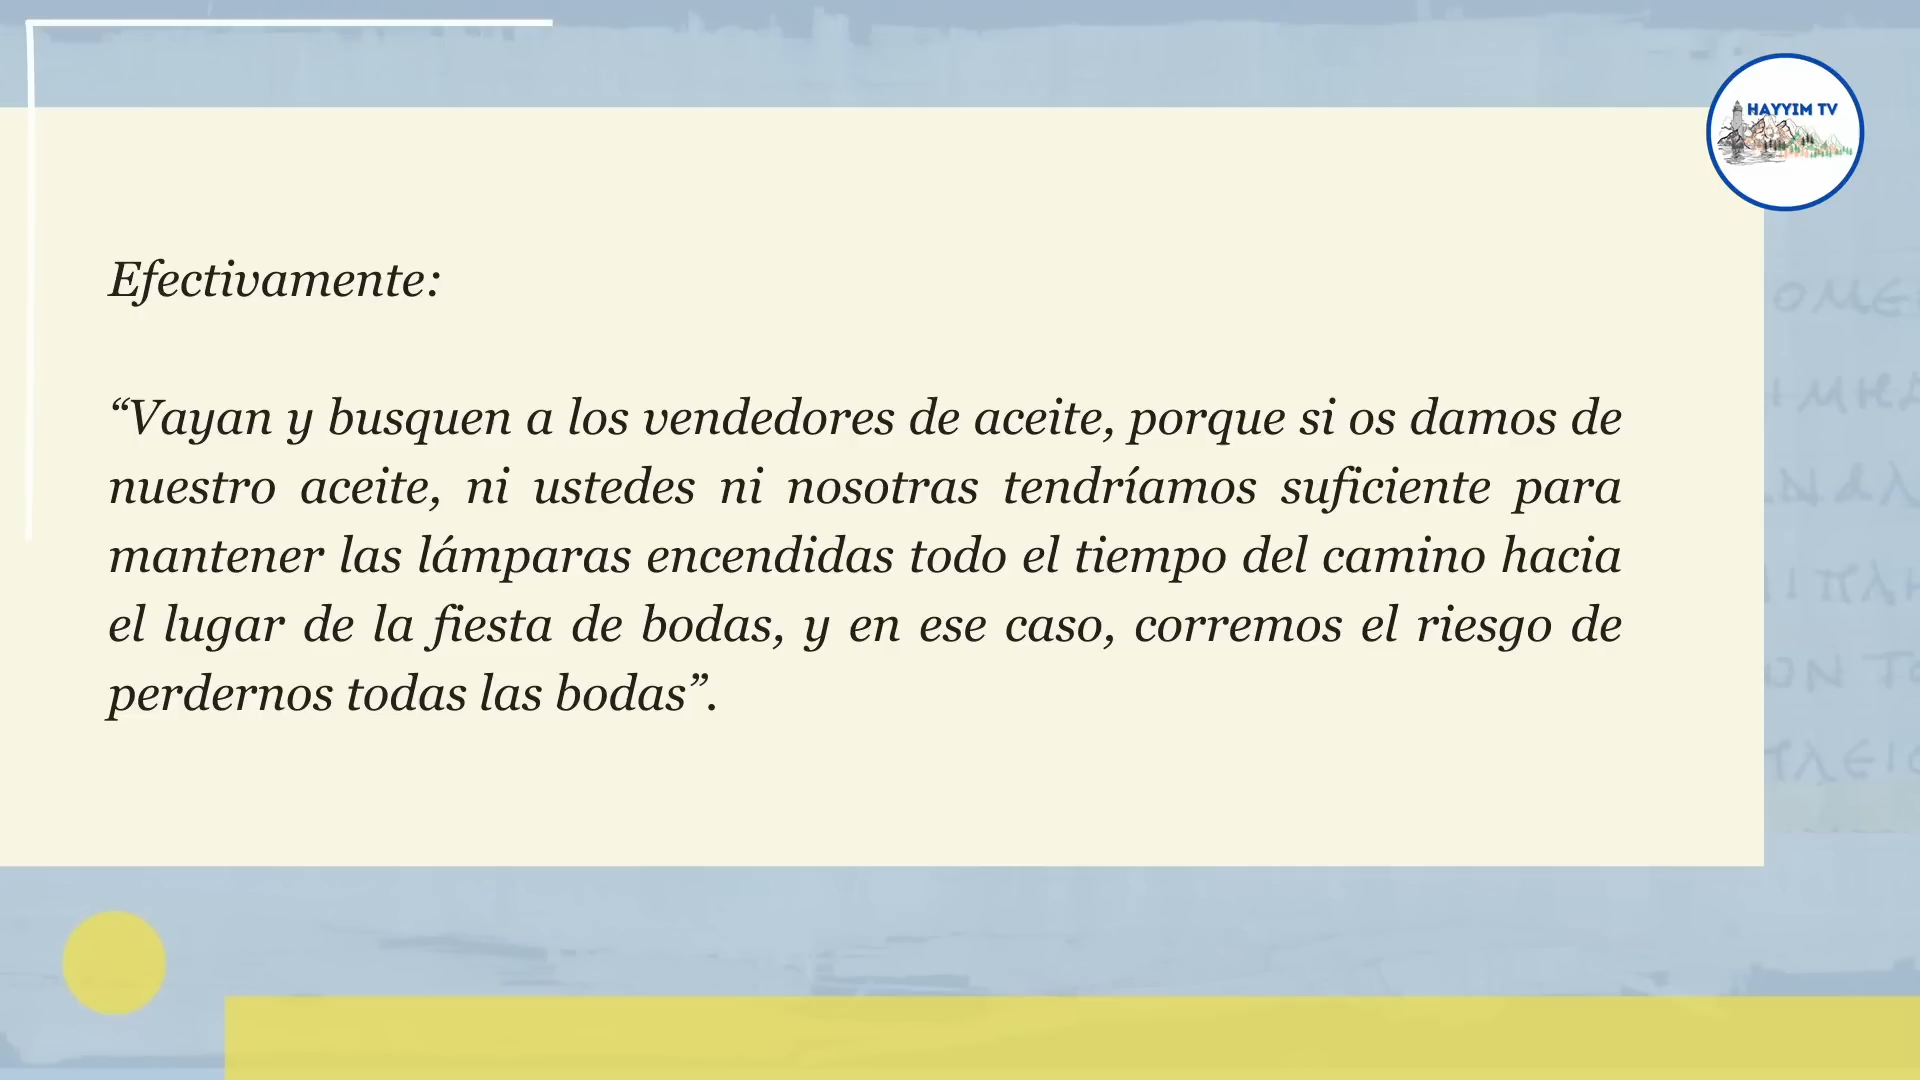 HAYYIM TV
Efectivamente:
“Vayan y busquen a los vendedores de aceite, porque si os damos de
nuestro aceite, ni ustedes ni nosotras tendríamos suficiente para
mantener las lámparas encendidas todo el tiempo del camino hacia
el lugar de la fiesta de bodas, y en ese caso, corremos el riesgo de
perdernos todas las bodas”.